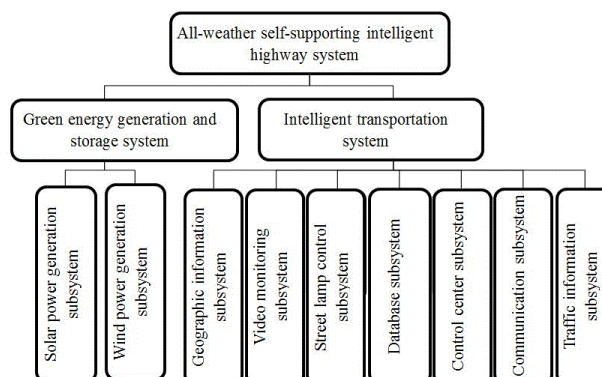 All-weather self-supporting intelligent
highway system
Green energy generation and
storage system
Intelligent transportation
system
Solar power generation
subsystem
Wind power generation
subsystem
Geographic information
subsystem
Video monitoring
subsystem
Street lamp control
subsystem
Database subsystem
Control center subsystem
Communication subsystem
Traffic information
subsystem